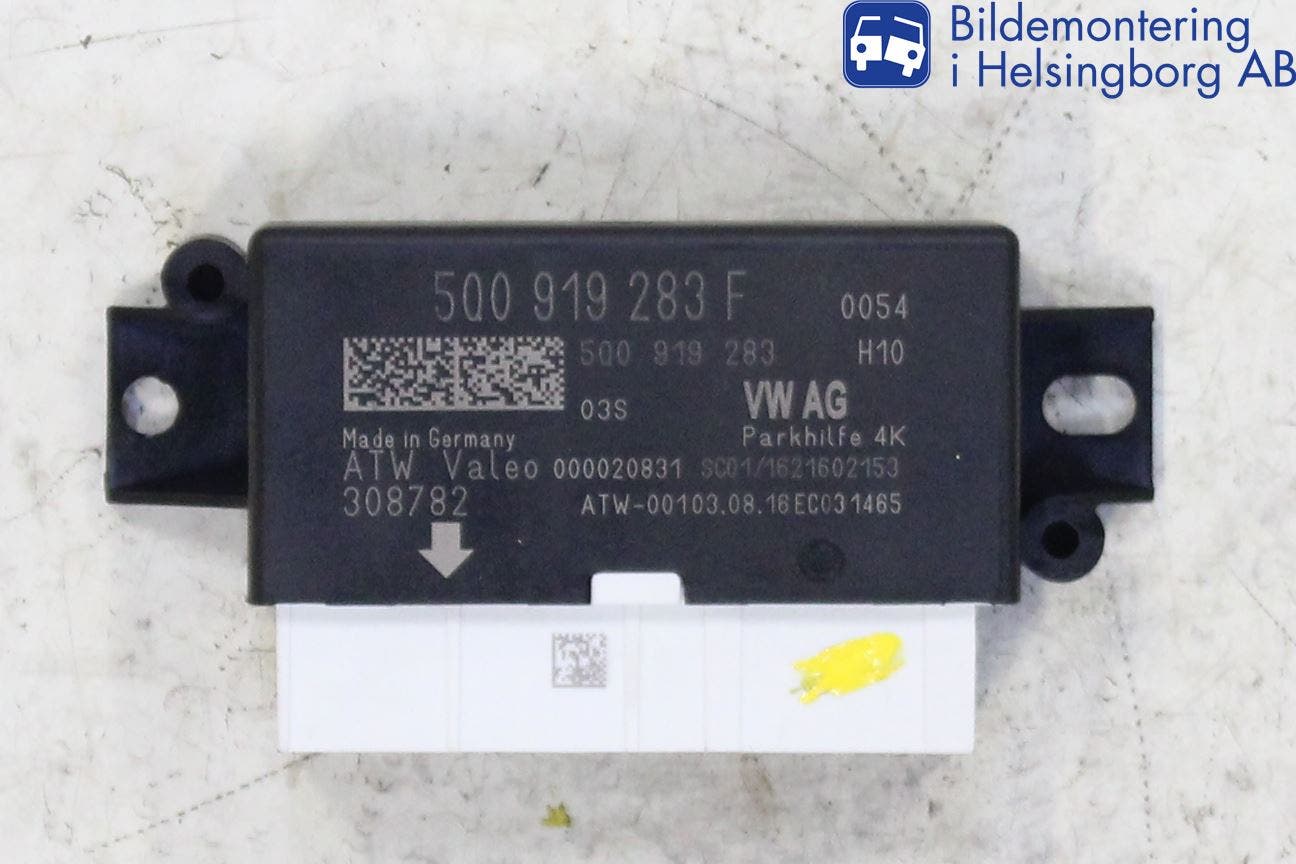 Bildemontering
i Helsingborg AB
5Q0 919 283 F
0054
5Q0 919 283
H10
03S
VW AG
Made in Germany
Parkhilfe 4K
ATW Valeo 000020831 SC01/1621602153
308782
ATW-00103.08.16EC031465